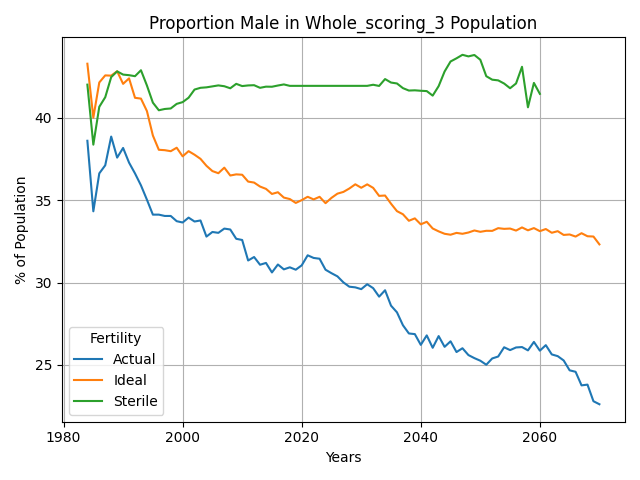 Proportion Male in Whole_scoring_3 Population
% of Population
40
35
30
25
Fertility
Actual
Ideal
Sterile
1980 2000 2020 2040 2060
Years